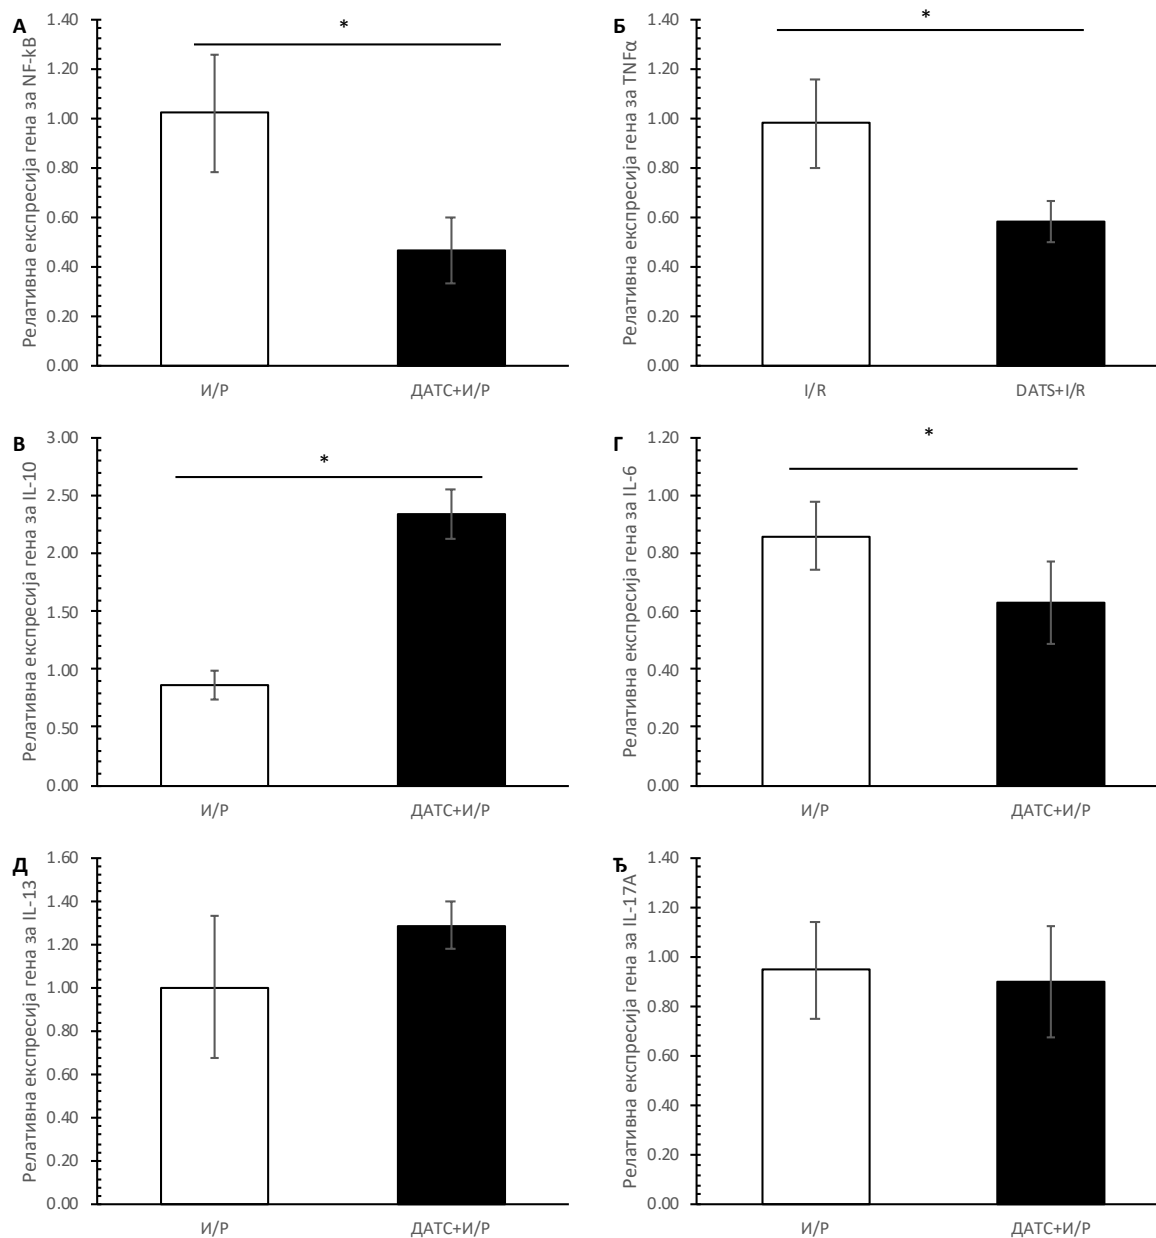 А
Релативна експресија гена за NF-kB
1.40
1.20
1.00
0.80
0.60
0.40
0.20
0.00
*
И/Р
ДАТС+И/Р
Б
Релативна експресија гена за TNFα
1.40
1.20
1.00
0.80
0.60
0.40
0.20
0.00
*
I/R
DATS+I/R
В
Релативна експресија гена за IL-10
3.00
2.50
2.00
1.50
1.00
0.50
0.00
*
И/Р
ДАТС+И/Р
Г
Релативна експресија гена за IL-6
1.20
1.00
0.80
0.60
0.40
0.20
0.00
*
И/Р
ДАТС+И/Р
Д
Релативна експресија гена за IL-13
1.60
1.40
1.20
1.00
0.80
0.60
0.40
0.20
0.00
И/Р
ДАТС+И/Р
Ђ
Релативна експресија гена за IL-17A
1.40
1.20
1.00
0.80
0.60
0.40
0.20
0.00
И/Р
ДАТС+И/Р